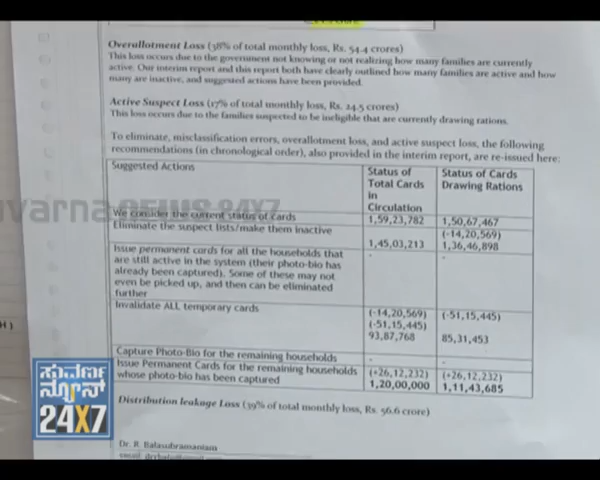 Overallotment Loss (38% of total monthly loss, Rs. 54.4 crores)
This loss occurs due to the government not knowing or not realizing how many families are currently
active. Our interim report and this report both have clearly outlined how many families are active and how
many are inactive, and suggested actions have been provided.
Active Suspect Loss (17% of total monthly loss, Rs. 24.5 crores)
This loss occurs due to the families suspected to be ineligible that are currently drawing rations.
To eliminate, misclassification errors, overallotment loss, and active suspect loss, the following
recommendations (in chronological order), also provided in the interim report, are re-issued here:
Suggested Actions Status of Total Cards in Circulation Status of Cards Drawing Rations
We consider the current status of cards 1,59,23,782 1,50,67,467
Eliminate the suspect lists/make them inactive (-14,20,569)
1,45,03,213 1,36,46,898
Issue permanent cards for all the households that - -
are still active in the system (their photo-bio has
already been captured). Some of these may not
even be picked up, and then can be eliminated
further
Invalidate ALL temporary cards (-14,20,569) (-51,15,445)
(-51,15,445)
93,87,768 85,31,453
Capture Photo-Bio for the remaining households - -
Issue Permanent Cards for the remaining households (+26,12,232) (+26,12,232)
whose photo-bio has been captured 1,20,00,000 1,11,43,685
Distribution leakage Loss (39% of total monthly loss, Rs. 56.6 crore)
Dr. R. Balasubramaniam
uvarna NEWS 24X7
ಸುವರ್ಣ
ನ್ಯೂಸ್
24X7